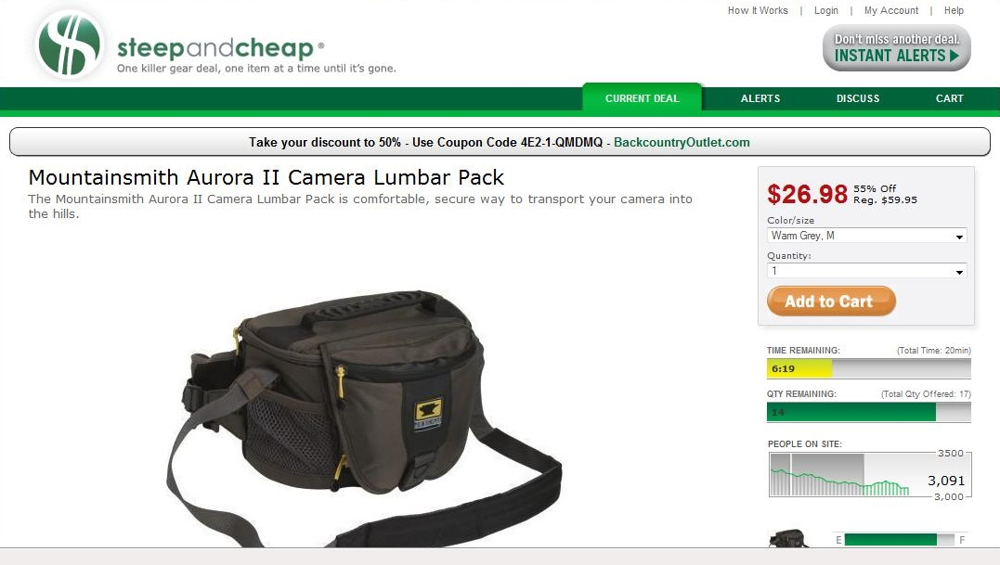 How It Works | Login | My Account | Help
steepandcheap®
One killer gear deal, one item at a time until it's gone.
Don't miss another deal.
INSTANT ALERTS
CURRENT DEAL ALERTS DISCUSS CART
Take your discount to 50% - Use Coupon Code 4E2-1-QMDMQ - BackcountryOutlet.com
Mountainsmith Aurora II Camera Lumbar Pack
The Mountainsmith Aurora II Camera Lumbar Pack is comfortable, secure way to transport your camera into
the hills.
$26.98 55% Off
Reg. $59.95
Color/size
Warm Grey, M
Quantity:
1
Add to Cart
TIME REMAINING: (Total Time: 20min)
6:19
QTY REMAINING: (Total Qty Offered: 17)
14
PEOPLE ON SITE:
3500
3,091
3,000
E F
MOUNTAINSMITH